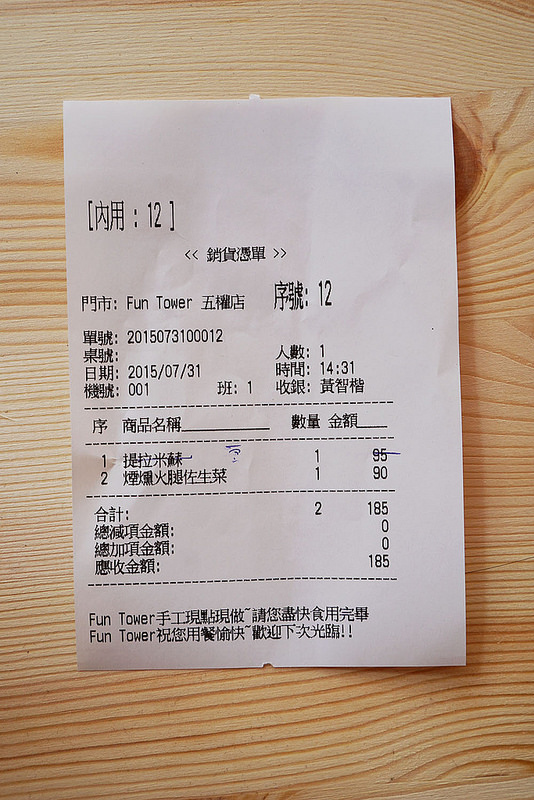 [內用 : 12 ]
<< 銷貨憑單 >>
門市: Fun Tower 五權店 序號: 12
單號: 2015073100012
桌號: 人數: 1
日期: 2015/07/31 時間: 14:31
機號: 001 班: 1 收銀: 黃智楷
序 商品名稱 數量 金額
1 提拉米蘇 1 95
2 煙燻火腿佐生菜 1 90
合計: 2 185
總減項金額: 0
總加項金額: 0
應收金額: 185
Fun Tower手工現點現做~請您盡快食用完畢
Fun Tower祝您用餐愉快~歡迎下次光臨!!